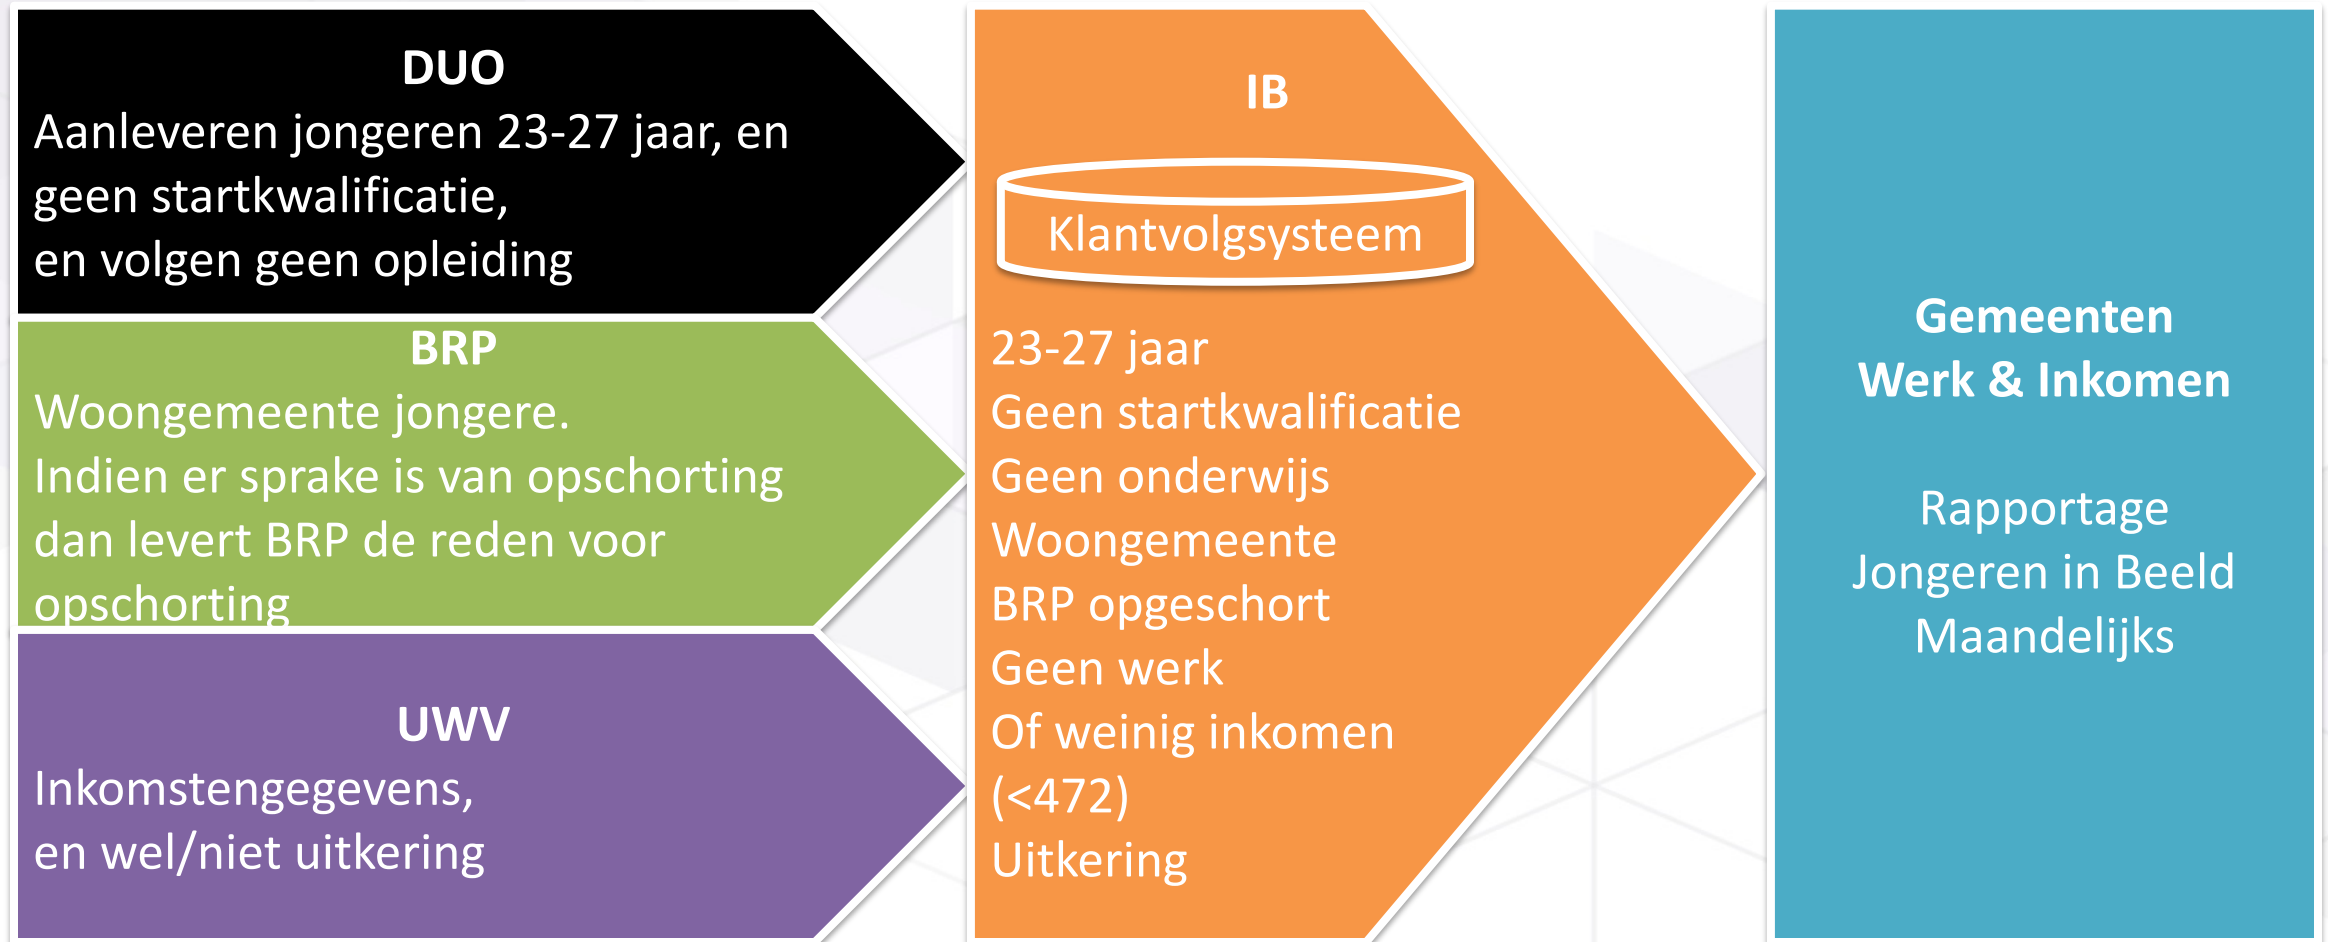 DUO
Aanleveren jongeren 23-27 jaar, en
geen startkwalificatie,
en volgen geen opleiding
BRP
Woongemeente jongere.
Indien er sprake is van opschorting
dan levert BRP de reden voor
opschorting
UWV
Inkomstengegevens,
en wel/niet uitkering
IB
Klantvolgsysteem
23-27 jaar
Geen startkwalificatie
Geen onderwijs
Woongemeente
BRP opgeschort
Geen werk
Of weinig inkomen
(<472)
Uitkering
Gemeenten
Werk & Inkomen
Rapportage
Jongeren in Beeld
Maandelijks